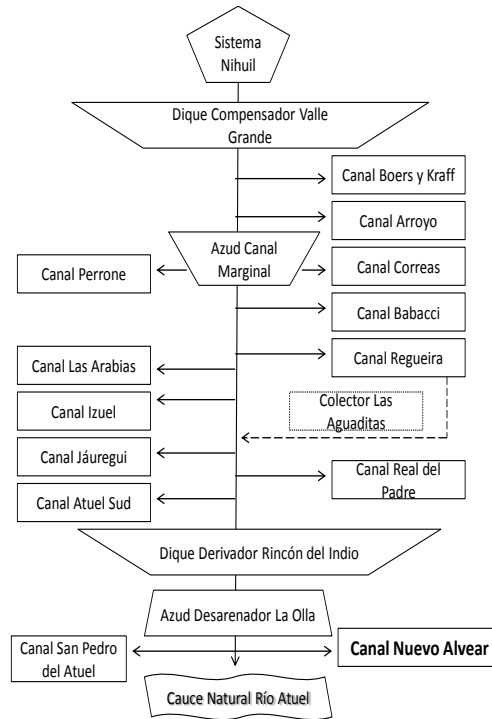 Sistema
Nihuil
Dique Compensador Valle
Grande
Canal Boers y Kraff
Canal Arroyo
Azud Canal
Marginal
Canal Perrone
Canal Correas
Canal Babacci
Canal Regueira
Canal Las Arabias
Colector Las
Aguaditas
Canal Izuel
Canal Jáuregui
Canal Real del
Padre
Canal Atuel Sud
Dique Derivador Rincón del Indio
Azud Desarenador La Olla
Canal San Pedro
del Atuel
Canal Nuevo Alvear
Cauce Natural Río Atuel